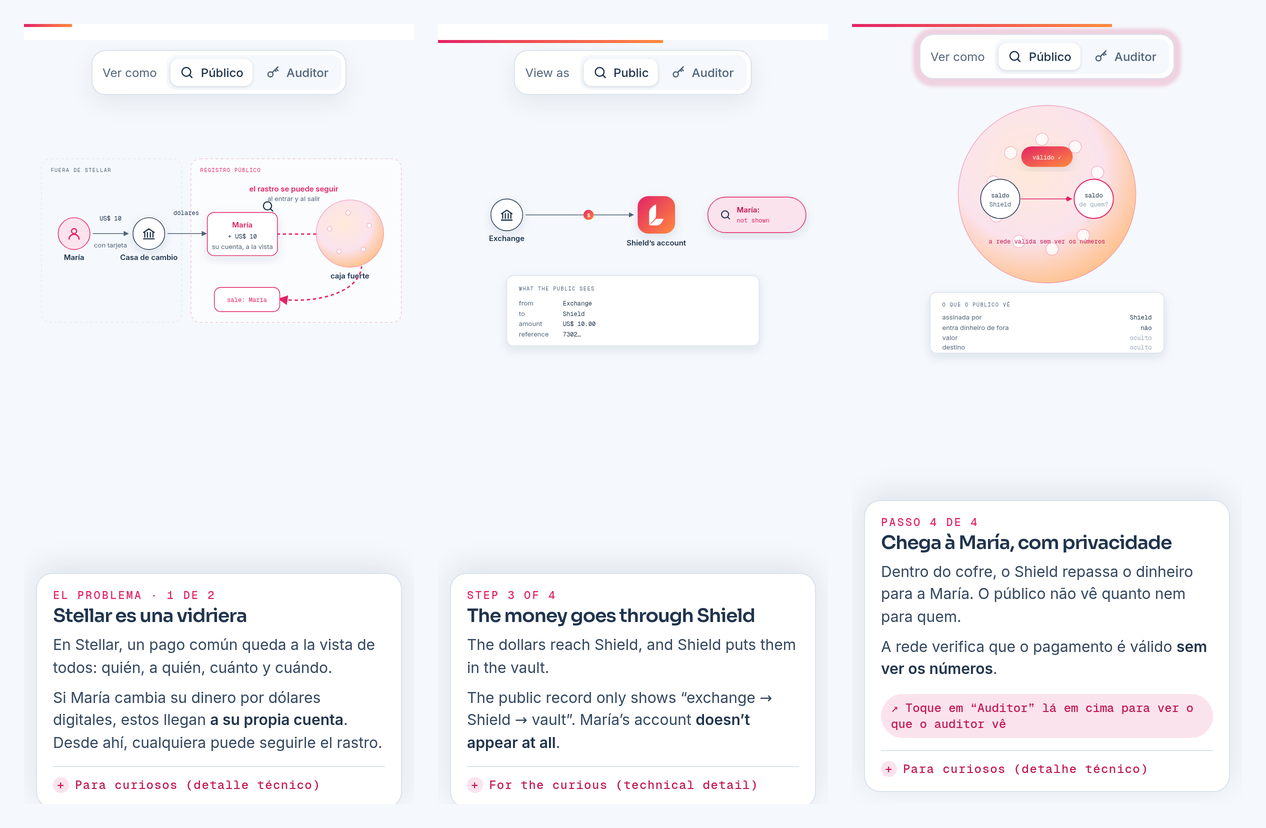 Ver como
Público
Auditor
FUERA DE STELLAR
REGISTRO PÚBLICO
el rastro se puede seguir
al entrar y al salir
US$ 10
con tarjeta
María
Casa de cambio
dólares
María
+ US$ 10
su cuenta, a la vista
caja fuerte
sale: María
EL PROBLEMA · 1 DE 2
Stellar es una vidriera
En Stellar, un pago común queda a la vista de
todos: quién, a quién, cuánto y cuándo.
Si María cambia su dinero por dólares
digitales, estos llegan a su propia cuenta.
Desde ahí, cualquiera puede seguirle el rastro.
+ Para curiosos (detalle técnico)
View as
Public
Auditor
Exchange
$
Shield's account
María:
not shown
WHAT THE PUBLIC SEES
from Exchange
to Shield
amount US$ 10.00
reference 7302…
STEP 3 OF 4
The money goes through Shield
The dollars reach Shield, and Shield puts them
in the vault.
The public record only shows “exchange →
Shield → vault”. María’s account doesn’t
appear at all.
+ For the curious (technical detail)
Ver como
Público
Auditor
válido ✓
saldo
Shield
saldo
de quem?
a rede valida sem ver os números
O QUE O PÚBLICO VÊ
assinada por Shield
entra dinheiro de fora não
valor oculto
destino oculto
PASSO 4 DE 4
Chega à María, com privacidade
Dentro do cofre, o Shield repassa o dinheiro
para a María. O público não vê quanto nem
para quem.
A rede verifica que o pagamento é válido sem
ver os números.
↗ Toque em “Auditor” lá em cima para ver o
que o auditor vê
+ Para curiosos (detalhe técnico)